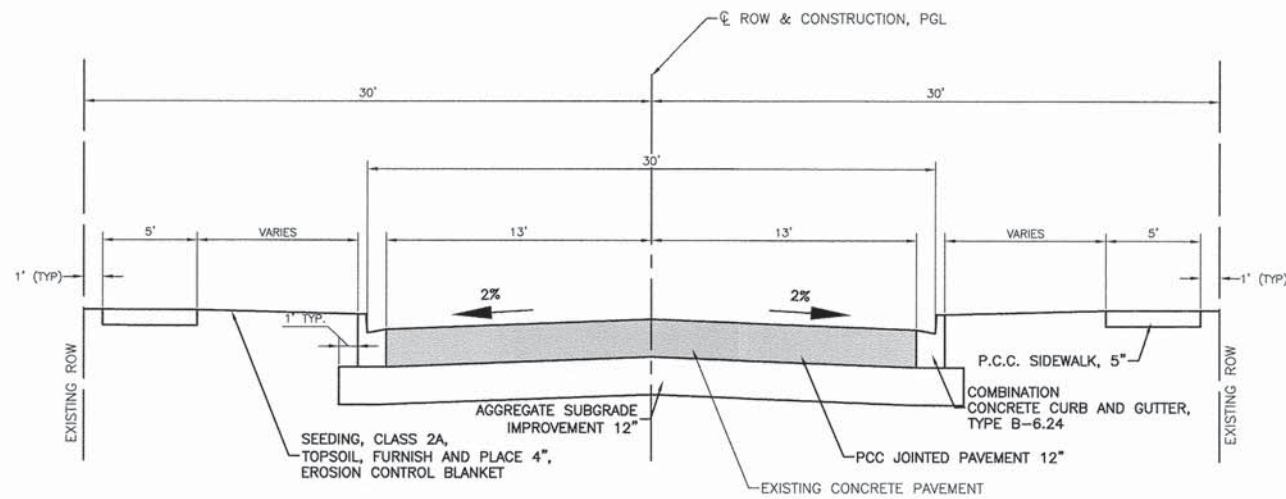 ℄ ROW & CONSTRUCTION, PGL
30'
30'
30'
5'
VARIES
13'
13'
VARIES
5'
1' (TYP)
1' (TYP)
2%
2%
1' TYP.
P.C.C. SIDEWALK, 5"
EXISTING ROW
EXISTING ROW
AGGREGATE SUBGRADE
IMPROVEMENT 12"
COMBINATION
CONCRETE CURB AND GUTTER,
TYPE B-6.24
SEEDING, CLASS 2A,
TOPSOIL, FURNISH AND PLACE 4",
EROSION CONTROL BLANKET
PCC JOINTED PAVEMENT 12"
EXISTING CONCRETE PAVEMENT